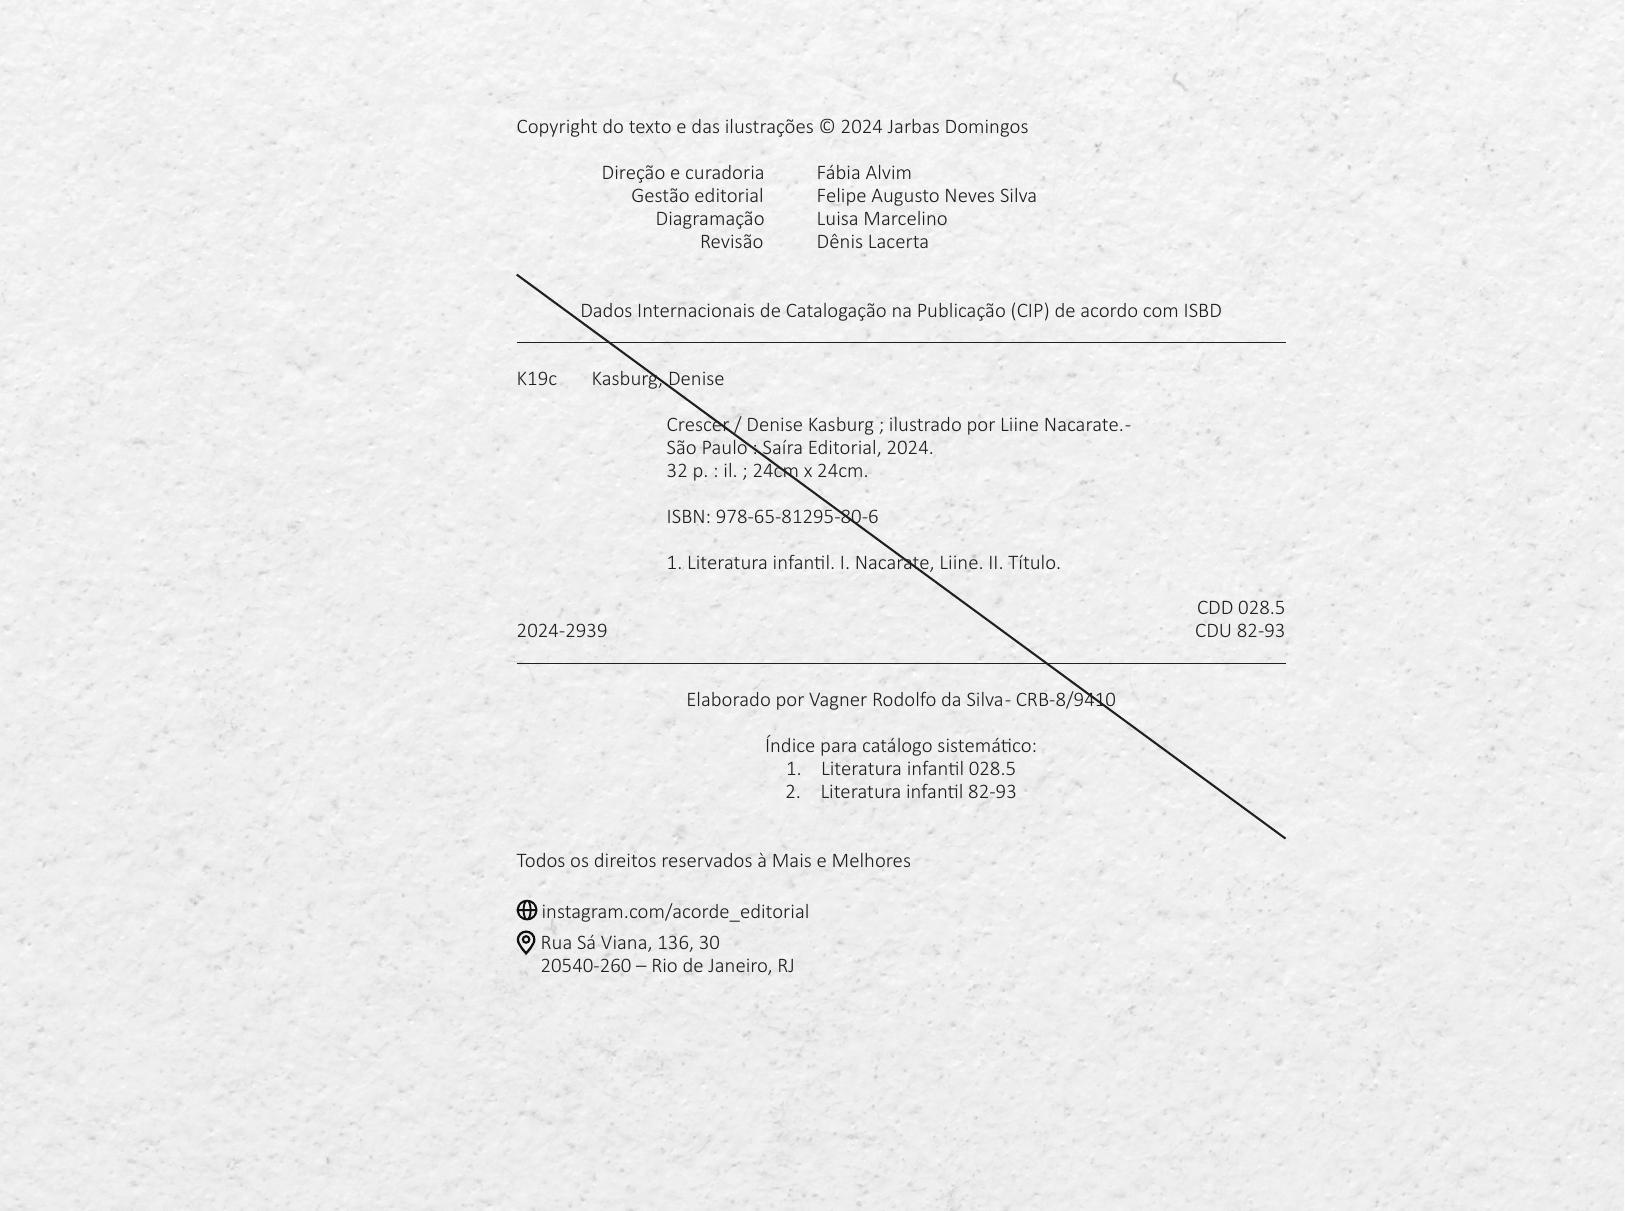 Copyright do texto e das ilustrações © 2024 Jarbas Domingos
Direção e curadoria Fábia Alvim
Gestão editorial Felipe Augusto Neves Silva
Diagramação Luisa Marcelino
Revisão Dênis Lacerta
Dados Internacionais de Catalogação na Publicação (CIP) de acordo com ISBD
K19c Kasburg, Denise
Crescer / Denise Kasburg ; ilustrado por Liine Nacarate.-
São Paulo : Saíra Editorial, 2024.
32 p. : il. ; 24cm x 24cm.
ISBN: 978-65-81295-80-6
1. Literatura infantil. I. Nacarate, Liine. II. Título.
CDD 028.5
2024-2939 CDU 82-93
Elaborado por Vagner Rodolfo da Silva- CRB-8/9410
Índice para catálogo sistemático:
1. Literatura infantil 028.5
2. Literatura infantil 82-93
Todos os direitos reservados à Mais e Melhores
instagram.com/acorde_editorial
Rua Sá Viana, 136, 30
20540-260 – Rio de Janeiro, RJ